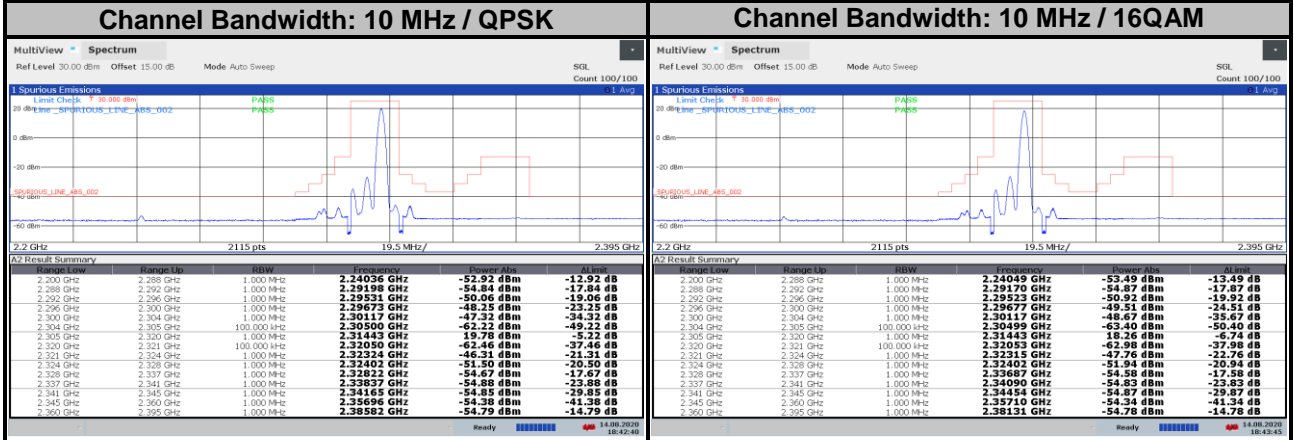 Channel Bandwidth: 10 MHz / QPSK
MultiView Spectrum
Ref Level 30.00 dBm Offset 15.00 dB Mode Auto Sweep SGL
Count 100/100
1 Spurious Emissions 1 Avg
Limit Check 30.000 dBm PASS
20 dBm Line _SPURIOUS_LINE_ABS_002 PASS
0 dBm
-20 dBm
SPURIOUS_LINE_ABS_002
-40 dBm
-60 dBm
2.2 GHz 2115 pts 19.5 MHz/ 2.395 GHz
A2 Result Summary
Range Low Range Up RBW Frequency Power Abs ΔLimit
2.200 GHz 2.288 GHz 1.000 MHz 2.24036 GHz -52.92 dBm -12.92 dB
2.288 GHz 2.292 GHz 1.000 MHz 2.29198 GHz -54.84 dBm -17.84 dB
2.292 GHz 2.296 GHz 1.000 MHz 2.29531 GHz -50.06 dBm -19.06 dB
2.296 GHz 2.300 GHz 1.000 MHz 2.29673 GHz -48.25 dBm -23.25 dB
2.300 GHz 2.304 GHz 1.000 MHz 2.30117 GHz -47.32 dBm -34.32 dB
2.304 GHz 2.305 GHz 100.000 kHz 2.30500 GHz -62.22 dBm -49.22 dB
2.305 GHz 2.320 GHz 1.000 MHz 2.31443 GHz 19.78 dBm -5.22 dB
2.320 GHz 2.321 GHz 100.000 kHz 2.32050 GHz -62.46 dBm -37.46 dB
2.321 GHz 2.324 GHz 1.000 MHz 2.32324 GHz -46.31 dBm -21.31 dB
2.324 GHz 2.328 GHz 1.000 MHz 2.32402 GHz -51.50 dBm -20.50 dB
2.328 GHz 2.337 GHz 1.000 MHz 2.32822 GHz -54.67 dBm -17.67 dB
2.337 GHz 2.341 GHz 1.000 MHz 2.33837 GHz -54.88 dBm -23.88 dB
2.341 GHz 2.345 GHz 1.000 MHz 2.34165 GHz -54.85 dBm -29.85 dB
2.345 GHz 2.360 GHz 1.000 MHz 2.35696 GHz -54.38 dBm -41.38 dB
2.360 GHz 2.395 GHz 1.000 MHz 2.38582 GHz -54.79 dBm -14.79 dB
Ready 14.08.2020
18:42:40
Channel Bandwidth: 10 MHz / 16QAM
MultiView Spectrum
Ref Level 30.00 dBm Offset 15.00 dB Mode Auto Sweep SGL
Count 100/100
1 Spurious Emissions 1 Avg
Limit Check 30.000 dBm PASS
20 dBm Line _SPURIOUS_LINE_ABS_002 PASS
0 dBm
-20 dBm
SPURIOUS_LINE_ABS_002
-40 dBm
-60 dBm
2.2 GHz 2115 pts 19.5 MHz/ 2.395 GHz
A2 Result Summary
Range Low Range Up RBW Frequency Power Abs ΔLimit
2.200 GHz 2.288 GHz 1.000 MHz 2.24049 GHz -53.49 dBm -13.49 dB
2.288 GHz 2.292 GHz 1.000 MHz 2.29170 GHz -54.87 dBm -17.87 dB
2.292 GHz 2.296 GHz 1.000 MHz 2.29523 GHz -50.92 dBm -19.92 dB
2.296 GHz 2.300 GHz 1.000 MHz 2.29677 GHz -49.51 dBm -24.51 dB
2.300 GHz 2.304 GHz 1.000 MHz 2.30117 GHz -48.67 dBm -35.67 dB
2.304 GHz 2.305 GHz 100.000 kHz 2.30499 GHz -63.40 dBm -50.40 dB
2.305 GHz 2.320 GHz 1.000 MHz 2.31443 GHz 18.26 dBm -6.74 dB
2.320 GHz 2.321 GHz 100.000 kHz 2.32053 GHz -62.98 dBm -37.98 dB
2.321 GHz 2.324 GHz 1.000 MHz 2.32315 GHz -47.76 dBm -22.76 dB
2.324 GHz 2.328 GHz 1.000 MHz 2.32402 GHz -51.94 dBm -20.94 dB
2.328 GHz 2.337 GHz 1.000 MHz 2.33687 GHz -54.58 dBm -17.58 dB
2.337 GHz 2.341 GHz 1.000 MHz 2.34090 GHz -54.83 dBm -23.83 dB
2.341 GHz 2.345 GHz 1.000 MHz 2.34454 GHz -54.87 dBm -29.87 dB
2.345 GHz 2.360 GHz 1.000 MHz 2.35710 GHz -54.34 dBm -41.34 dB
2.360 GHz 2.395 GHz 1.000 MHz 2.38131 GHz -54.78 dBm -14.78 dB
Ready 14.08.2020
18:43:45